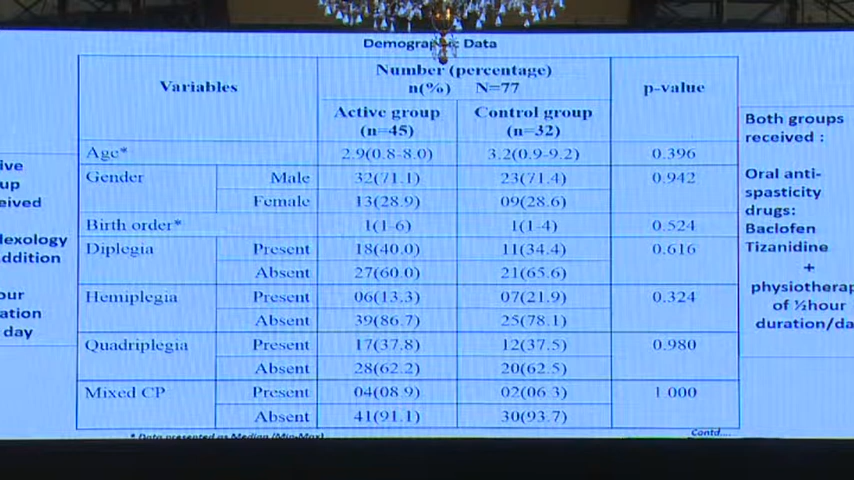 Data
Variables
Number (percentage)
n(%) N=77
p-value
Active group
(n=45)
Control group
(n=32)
Age* 2.9(0.8-8.0) 3.2(0.9-9.2) 0.396
Gender Male 32(71.1) 23(71.4) 0.942
Female 13(28.9) 09(28.6)
Birth order* 1(1-6) 1(1-4) 0.524
Diplegia Present 18(40.0) 11(34.4) 0.616
Absent 27(60.0) 21(65.6)
Hemiplegia Present 06(13.3) 07(21.9) 0.324
Absent 39(86.7) 25(78.1)
Quadriplegia Present 17(37.8) 12(37.5) 0.980
Absent 28(62.2) 20(62.5)
Mixed CP Present 04(08.9) 02(06.3) 1.000
Absent 41(91.1) 30(93.7)
* Data presented as Median (Min-Max)
Contd....
Both groups
received :
Oral anti-
spasticity
drugs:
Baclofen
Tizanidine
+
physiotherap
of ½hour
duration/da
ive
up
eived
lexology
ddition
our
ation
day